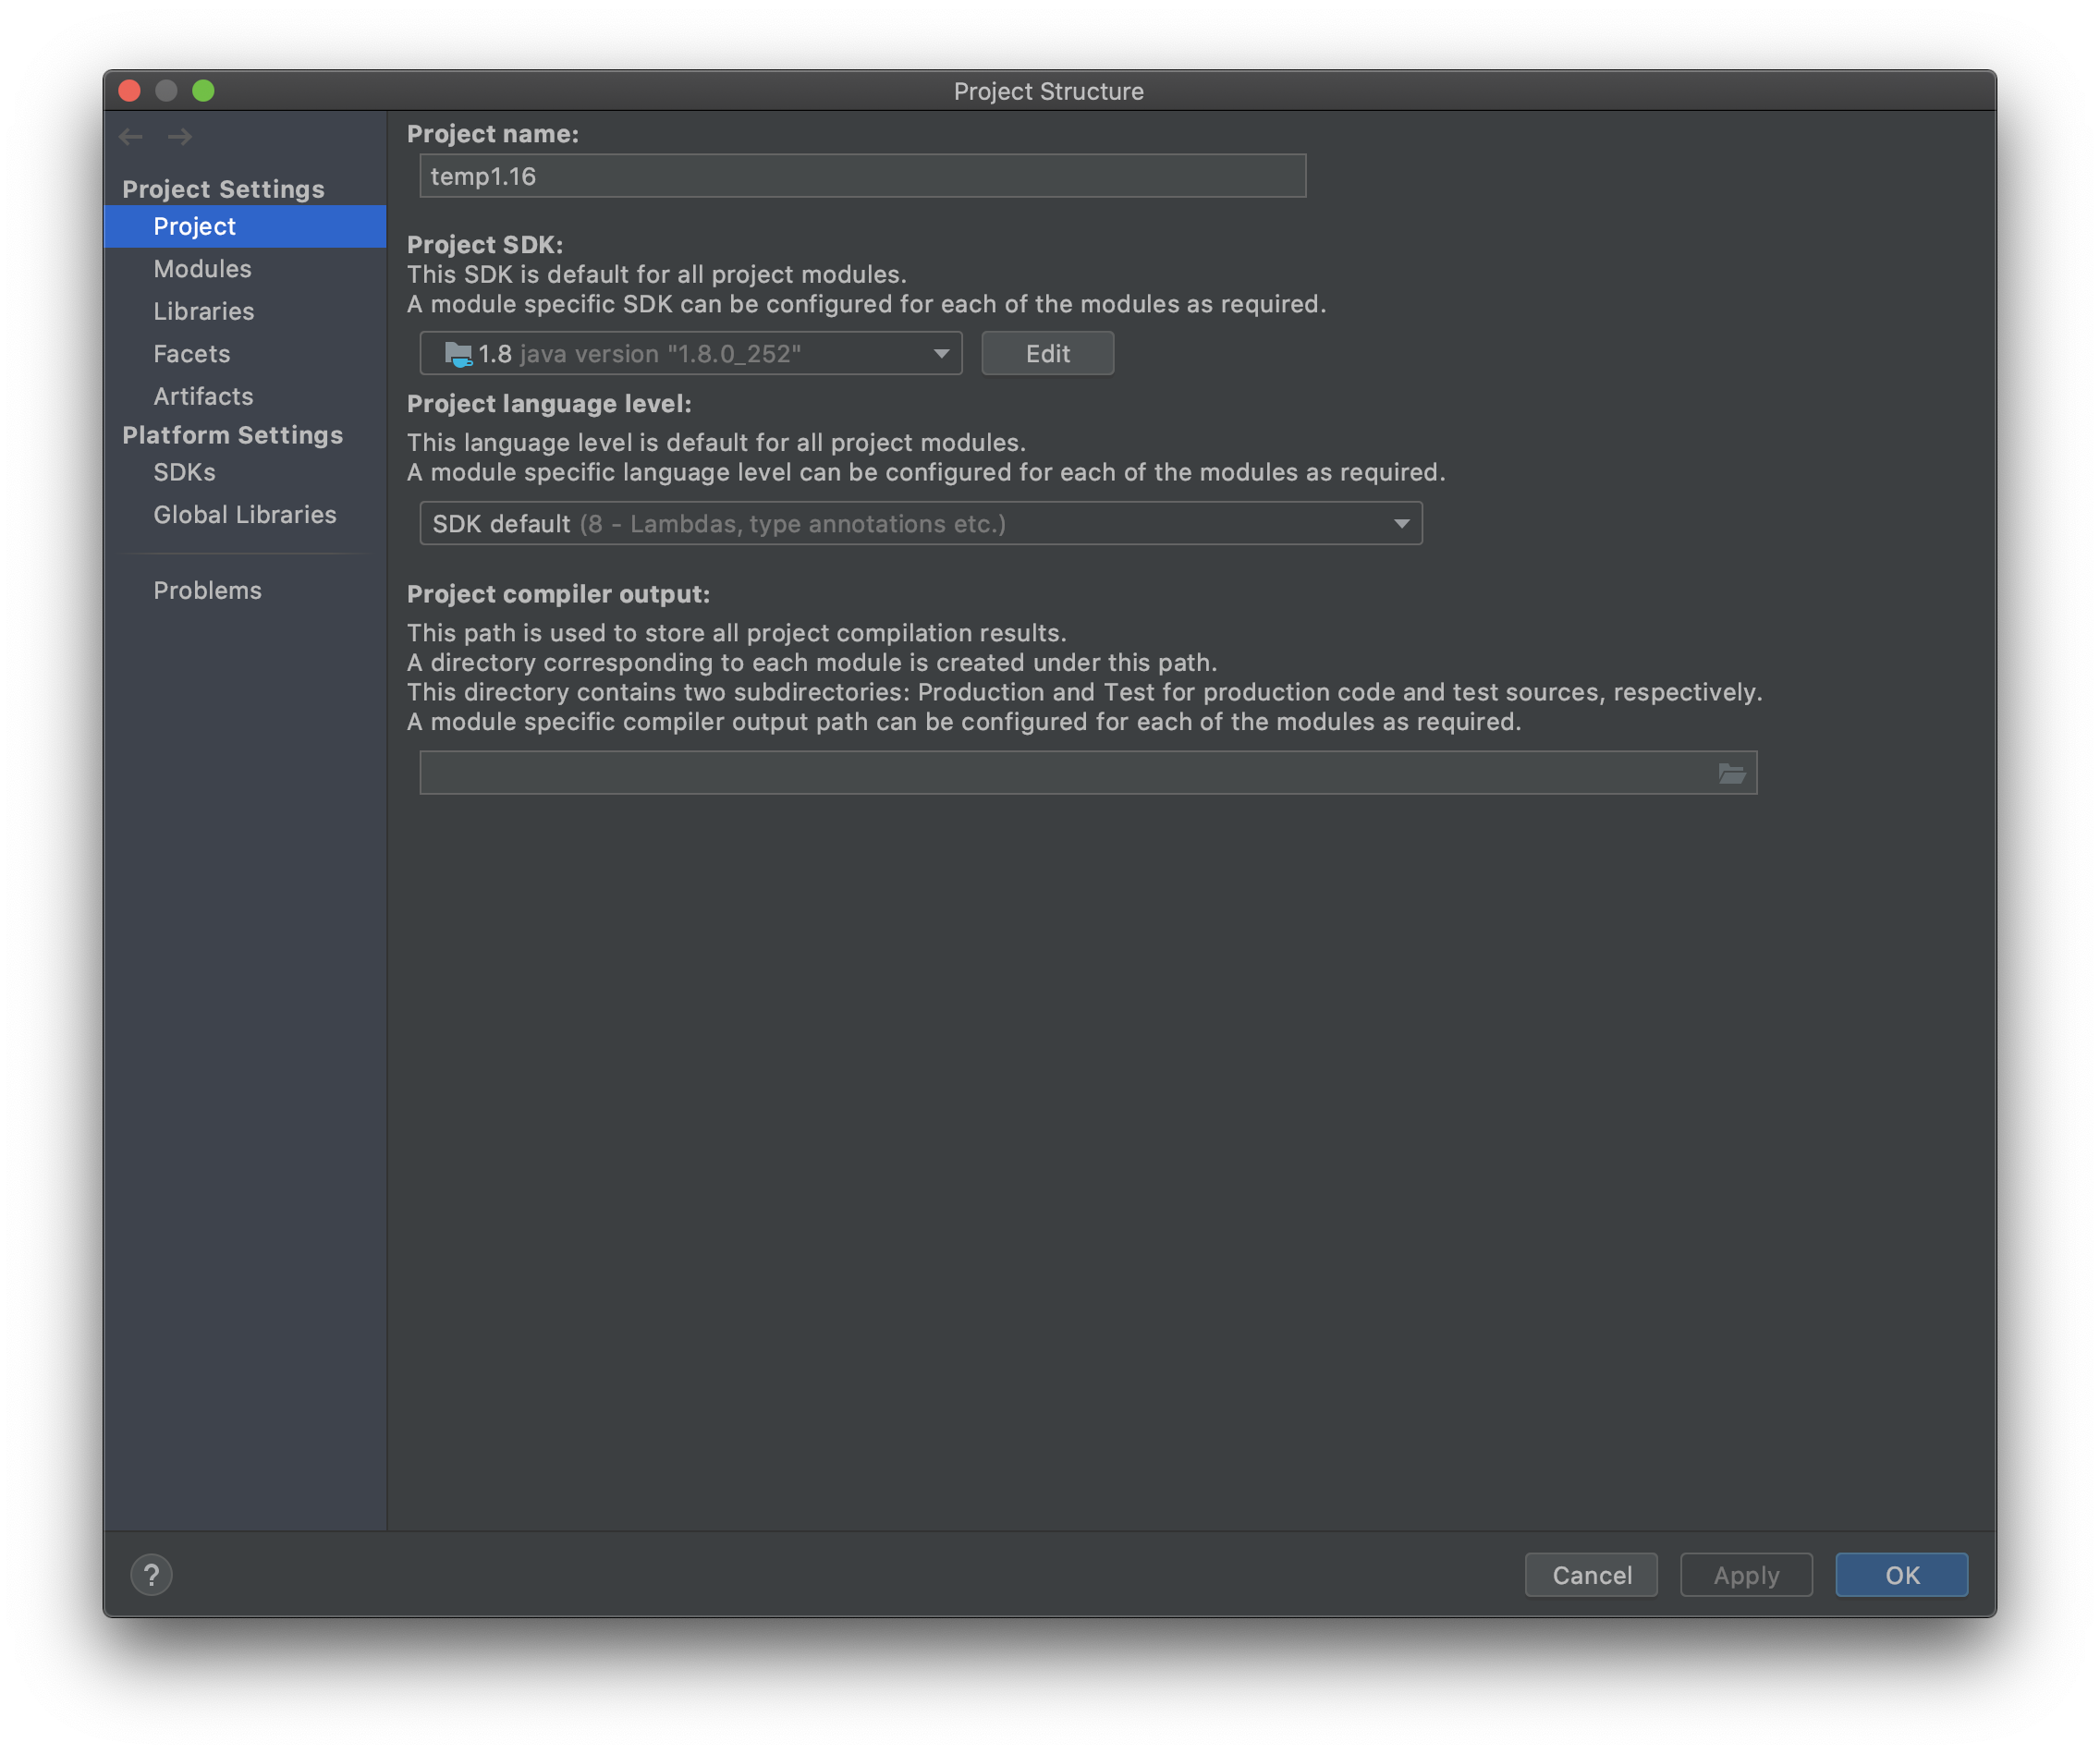 Project Structure
Project Settings
Project
Modules
Libraries
Facets
Artifacts
Platform Settings
SDKs
Global Libraries
Problems
Project name:
temp1.16
Project SDK:
This SDK is default for all project modules.
A module specific SDK can be configured for each of the modules as required.
1.8 java version "1.8.0_252"
Edit
Project language level:
This language level is default for all project modules.
A module specific language level can be configured for each of the modules as required.
SDK default (8 - Lambdas, type annotations etc.)
Project compiler output:
This path is used to store all project compilation results.
A directory corresponding to each module is created under this path.
This directory contains two subdirectories: Production and Test for production code and test sources, respectively.
A module specific compiler output path can be configured for each of the modules as required.
?
Cancel
Apply
OK